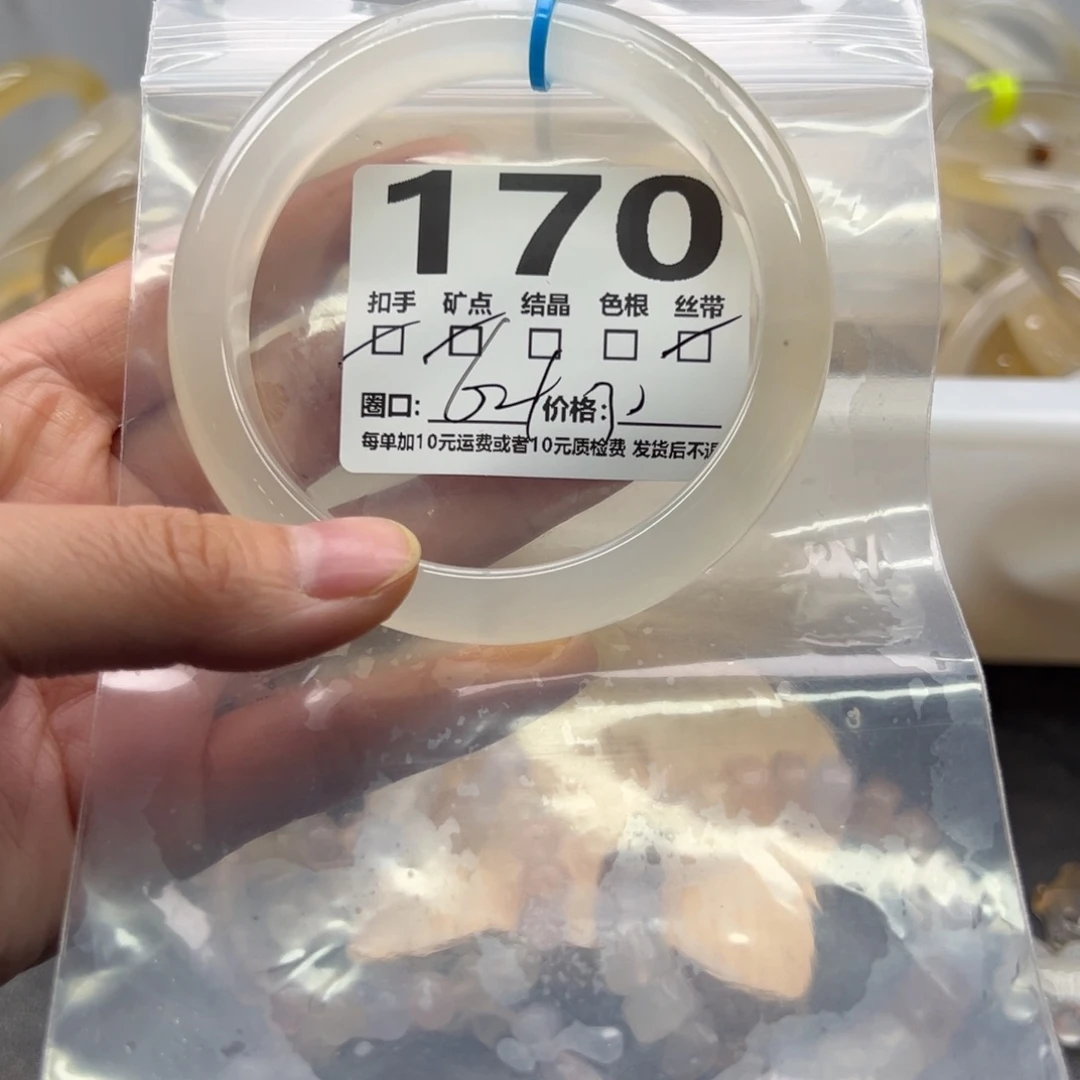 170
扣手 矿点 结晶 色根 丝带
圈口: 价格:
每单加10元运费或者10元质检费 发货后不退